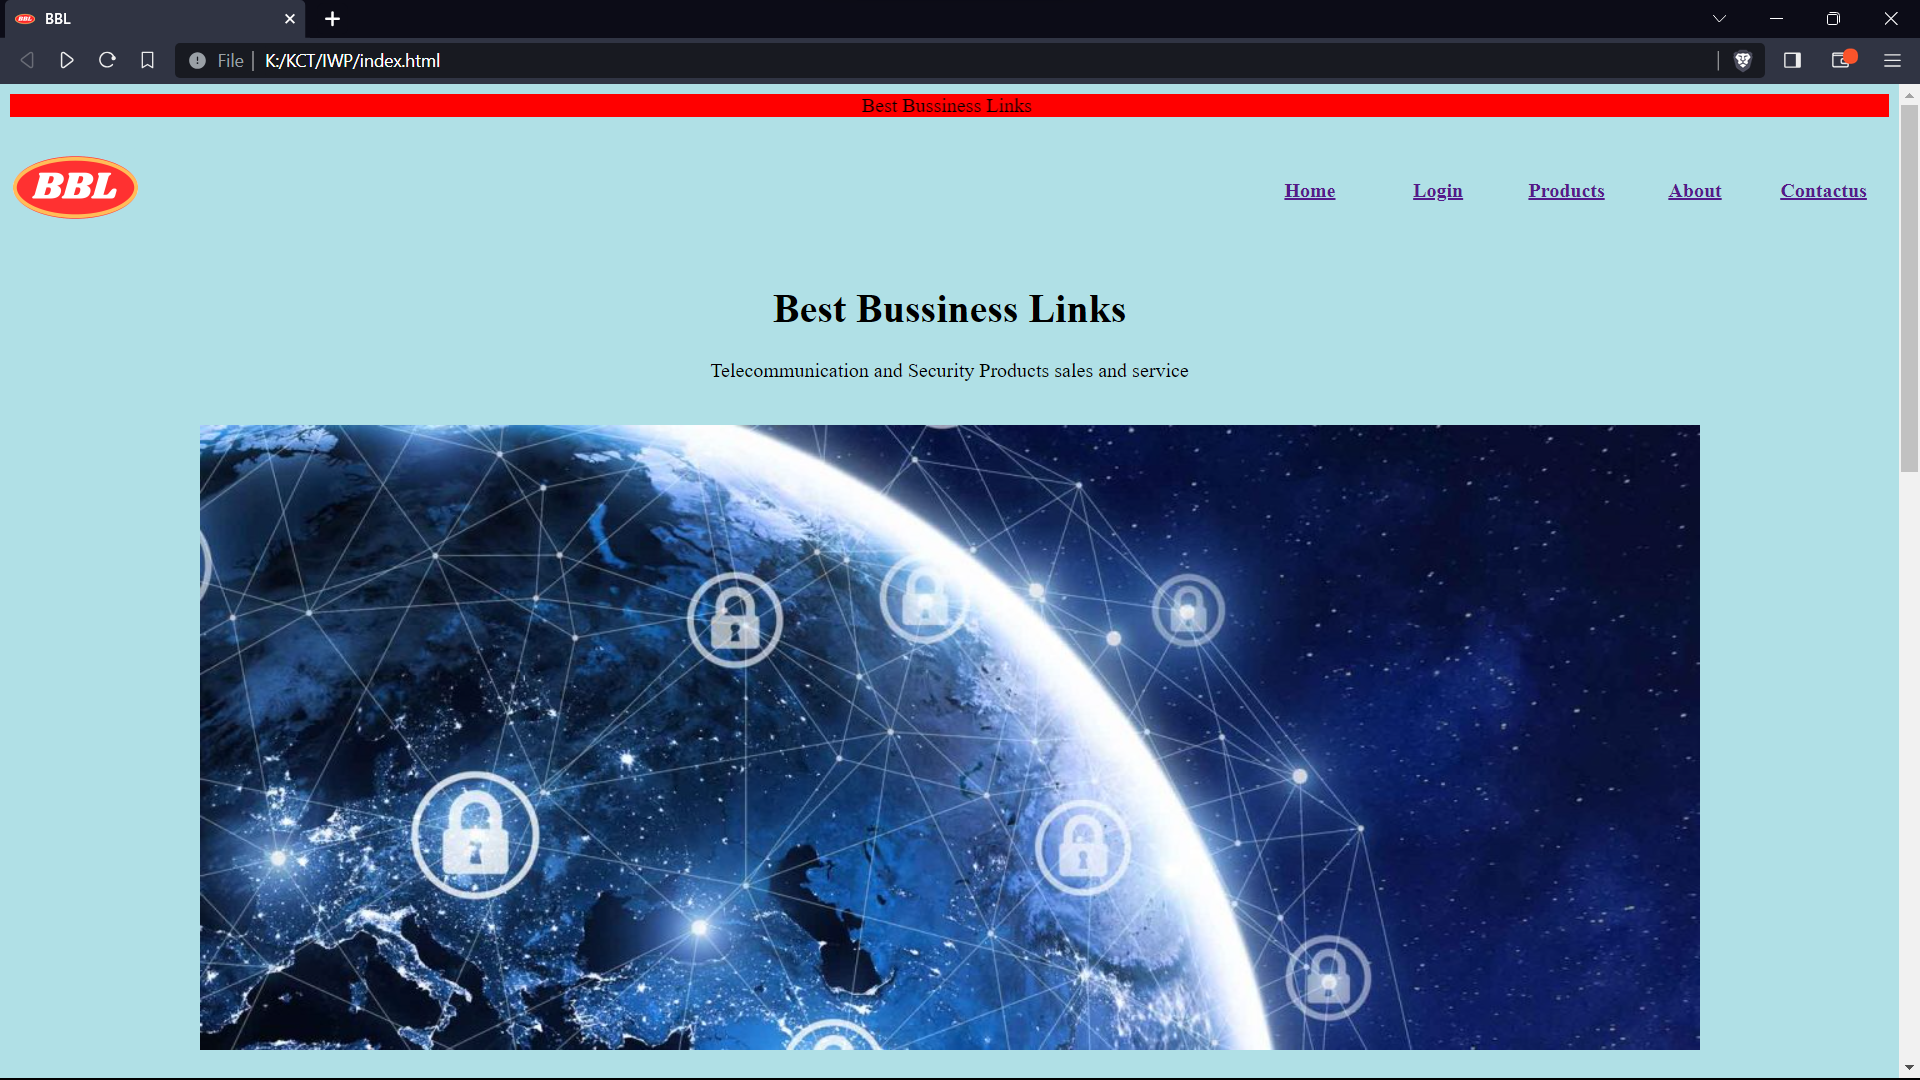 BBL BBL
File K:/KCT/IWP/index.html
Best Bussiness Links
BBL
Home Login Products About Contactus
Best Bussiness Links
Telecommunication and Security Products sales and service